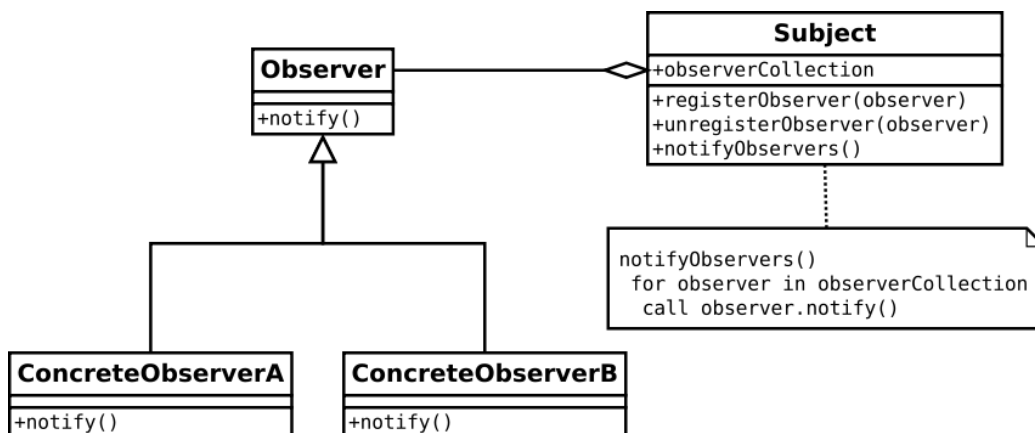 Observer
+notify()
Subject
+observerCollection
+registerObserver(observer)
+unregisterObserver(observer)
+notifyObservers()
notifyObservers()
for observer in observerCollection
call observer.notify()
ConcreteObserverA
+notify()
ConcreteObserverB
+notify()